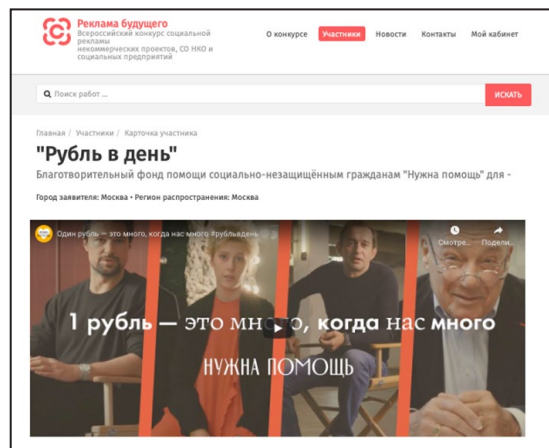 Реклама будущего
Всероссийский конкурс социальной
рекламы
некоммерческих проектов, СО НКО и
социальных предприятий
О конкурсе Участники Новости Контакты Мой кабинет
Поиск работ ...
ИСКАТЬ
Главная / Участники / Карточка участника
"Рубль в день"
Благотворительный фонд помощи социально-незащищённым гражданам "Нужна помощь" для -
Город заявителя: Москва • Регион распространения: Москва
Один рубль — это много, когда нас много #рубльвдень
Смотре... Подели...
1 рубль — это много, когда нас много
НУЖНА ПОМОЩЬ